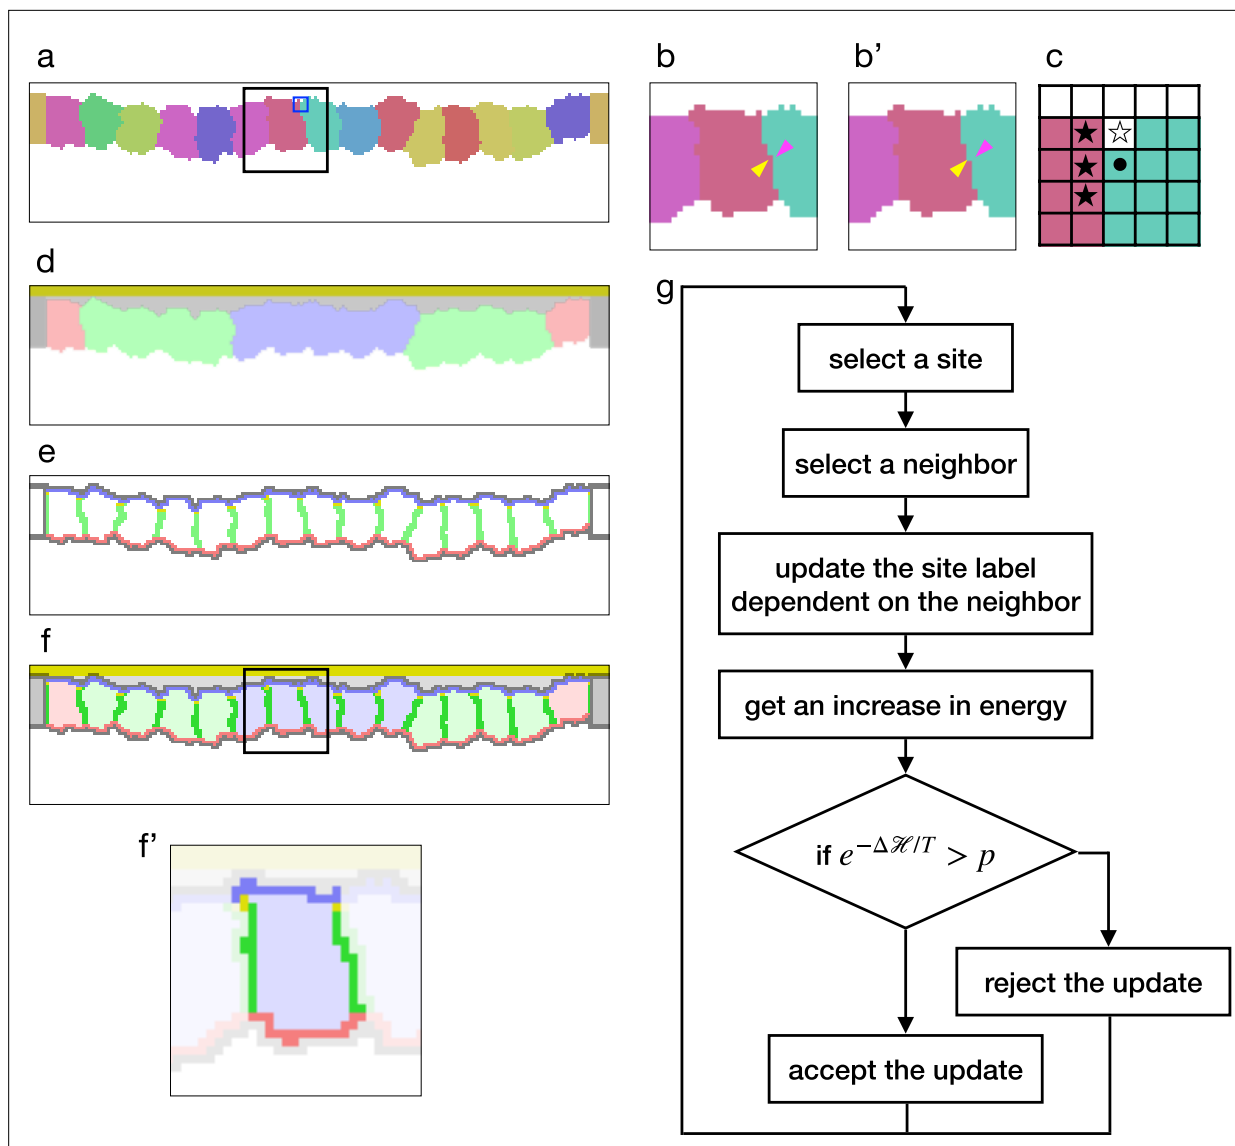 a
b
b’
c
d
g
select a site
select a neighbor
e
update the site label
dependent on the neighbor
f
get an increase in energy
f’
if e^{-Δℋ/T} > p
reject the update
accept the update